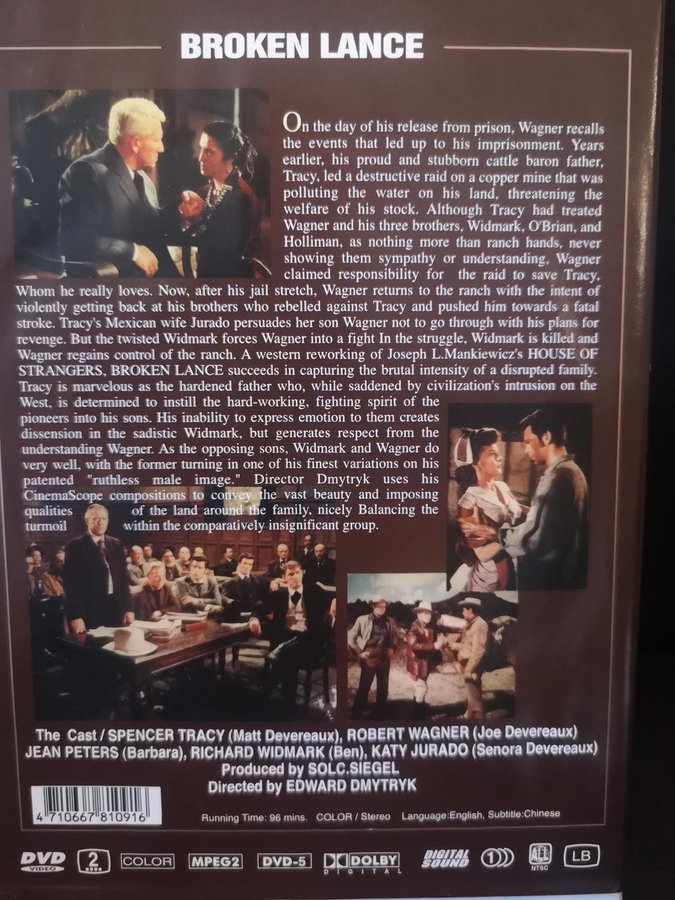 BROKEN LANCE
On the day of his release from prison, Wagner recalls
the events that led up to his imprisonment. Years
earlier, his proud and stubborn cattle baron father,
Tracy, led a destructive raid on a copper mine that was
polluting the water on his land, threatening the
welfare of his stock. Although Tracy had treated
Wagner and his three brothers, Widmark, O'Brian, and
Holliman, as nothing more than ranch hands, never
showing them sympathy or understanding, Wagner
claimed responsibility for the raid to save Tracy,
Whom he really loves. Now, after his jail stretch, Wagner returns to the ranch with the intent of
violently getting back at his brothers who rebelled against Tracy and pushed him towards a fatal
stroke. Tracy's Mexican wife Jurado persuades her son Wagner not to go through with his plans for
revenge. But the twisted Widmark forces Wagner into a fight In the struggle, Widmark is killed and
Wagner regains control of the ranch. A western reworking of Joseph L.Mankiewicz's HOUSE OF
STRANGERS, BROKEN LANCE succeeds in capturing the brutal intensity of a disrupted family.
Tracy is marvelous as the hardened father who, while saddened by civilization's intrusion on the
West, is determined to instill the hard-working, fighting spirit of the
pioneers into his sons. His inability to express emotion to them creates
dissension in the sadistic Widmark, but generates respect from the
understanding Wagner. As the opposing sons, Widmark and Wagner do
very well, with the former turning in one of his finest variations on his
patented "ruthless male image." Director Dmytryk uses his
CinemaScope compositions to convey the vast beauty and imposing
qualities of the land around the family, nicely Balancing the
turmoil within the comparatively insignificant group.
The Cast / SPENCER TRACY (Matt Devereaux), ROBERT WAGNER (Joe Devereaux)
JEAN PETERS (Barbara), RICHARD WIDMARK (Ben), KATY JURADO (Senora Devereaux)
Produced by SOLC.SIEGEL
Directed by EDWARD DMYTRYK
4 710667 810916
Running Time: 96 mins. COLOR / Stereo Language:English, Subtitle:Chinese
DVD VIDEO 2 COLOR MPEG2 DVD-5 DOLBY DIGITAL DIGITAL SOUND ALL NTSC LB